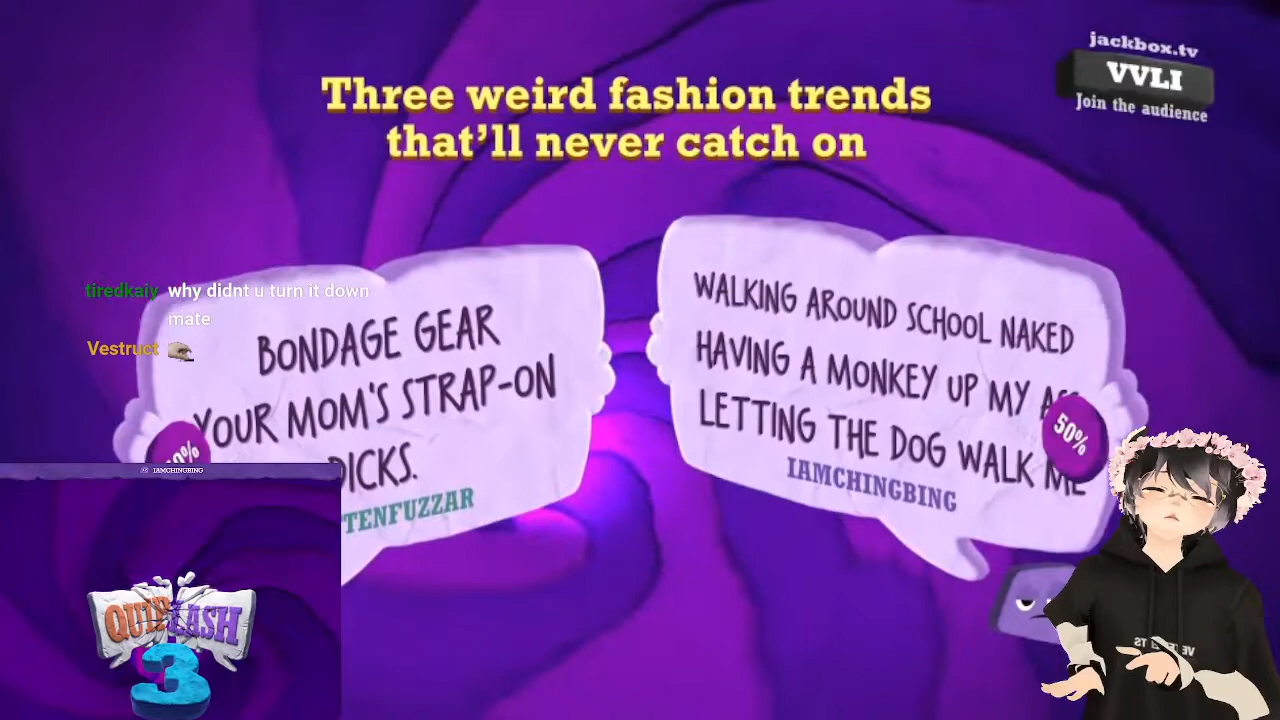 jackbox.tv
VVLI
Join the audience
Three weird fashion trends
that'll never catch on
tiredkaiy why didnt u turn it down
mate
Vestruct
BONDAGE GEAR
YOUR MOM'S STRAP-ON
DICKS.
TENFUZZAR
WALKING AROUND SCHOOL NAKED
HAVING A MONKEY UP MY
LETTING THE DOG WALK ME
50%
IAMCHINGBING
IAMCHINGBING
QUIPLASH
3